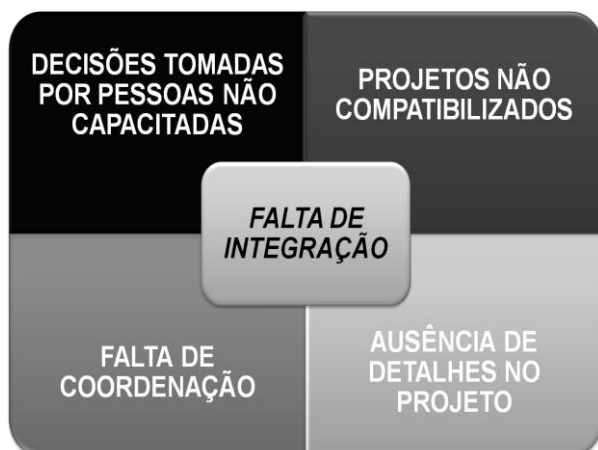 DECISÕES TOMADAS
POR PESSOAS NÃO
CAPACITADAS
PROJETOS NÃO
COMPATIBILIZADOS
FALTA DE
INTEGRAÇÃO
FALTA DE
COORDENAÇÃO
AUSÊNCIA DE
DETALHES NO
PROJETO